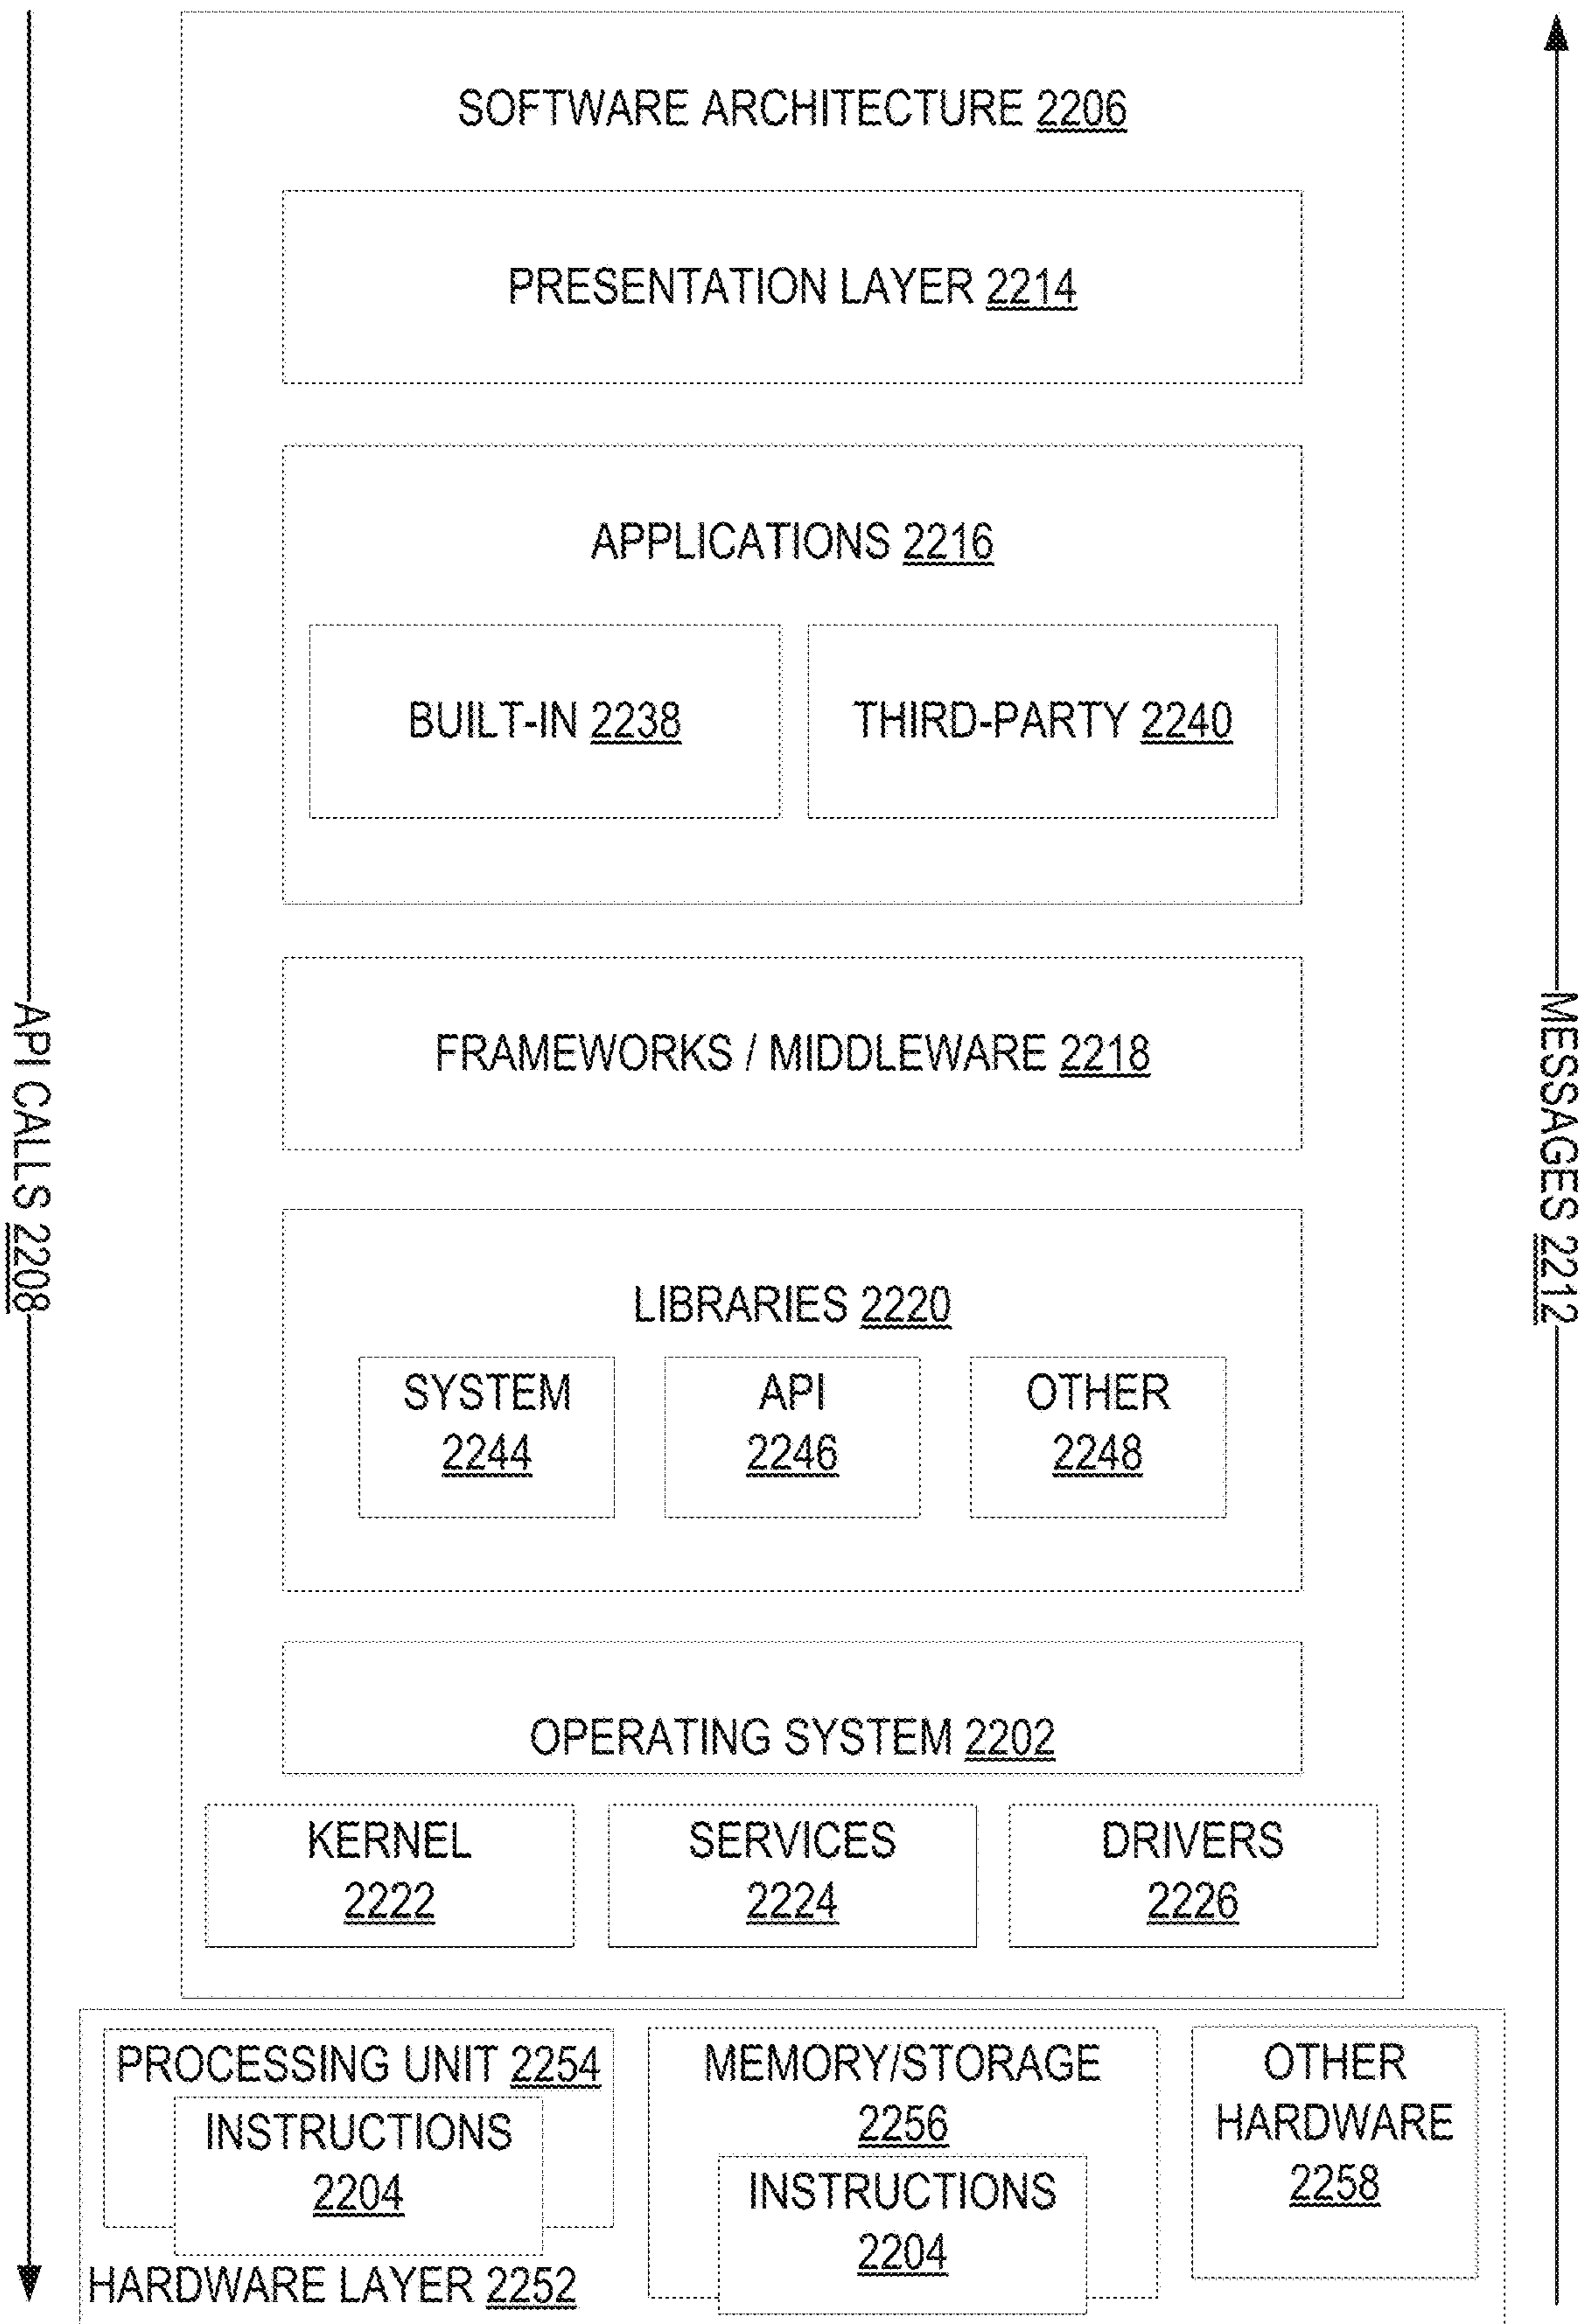 SOFTWARE ARCHITECTURE 2206
PRESENTATION LAYER 2214
APPLICATIONS 2216
BUILT-IN 2238
THIRD-PARTY 2240
FRAMEWORKS / MIDDLEWARE 2218
LIBRARIES 2220
SYSTEM
2244
API
2246
OTHER
2248
OPERATING SYSTEM 2202
KERNEL
2222
SERVICES
2224
DRIVERS
2226
PROCESSING UNIT 2254
INSTRUCTIONS
2204
MEMORY/STORAGE
2256
INSTRUCTIONS
2204
OTHER
HARDWARE
2258
HARDWARE LAYER 2252
API CALLS 2208
MESSAGES 2212